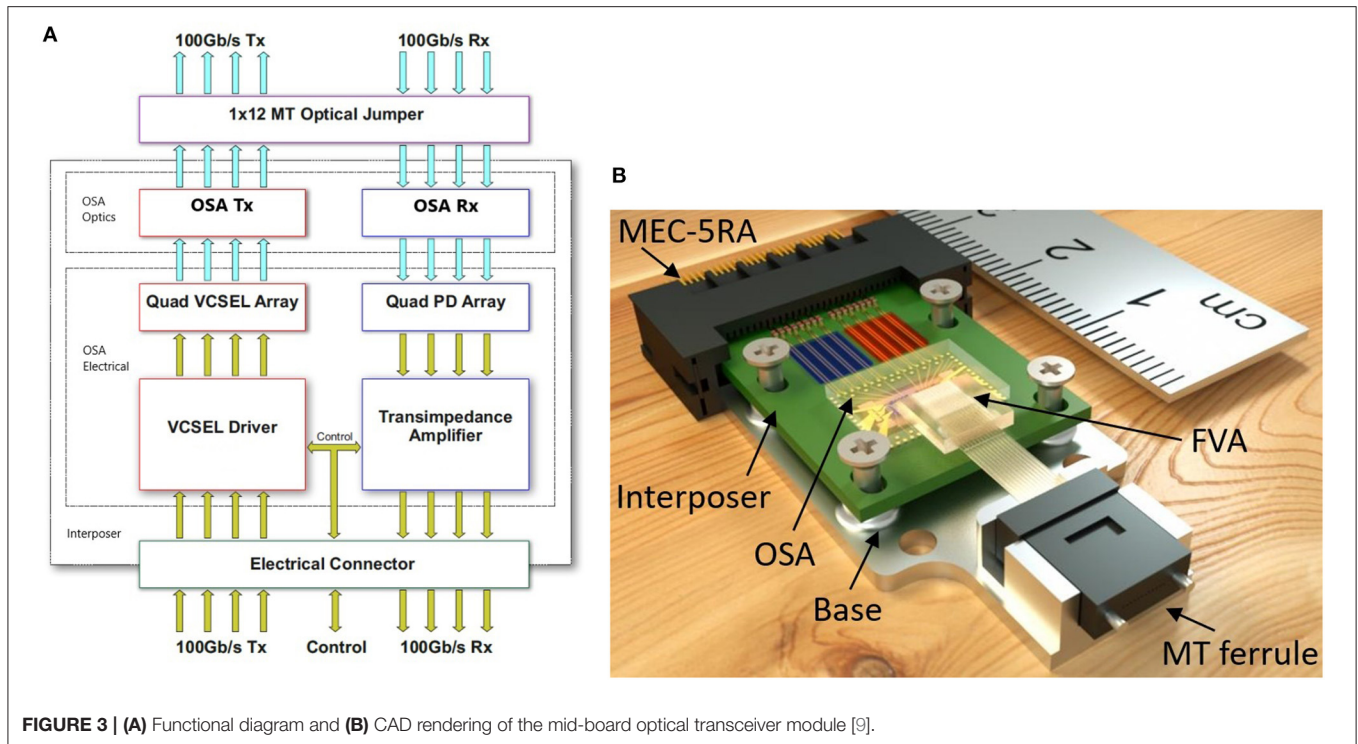 A
100Gb/s Tx
100Gb/s Rx
1x12 MT Optical Jumper
OSA
Optics
OSA Tx
OSA Rx
Quad VCSEL Array
Quad PD Array
OSA
Electrical
VCSEL Driver
Control
Transimpedance
Amplifier
Interposer
Electrical Connector
100Gb/s Tx
Control
100Gb/s Rx
B
MEC-5RA
2
1
cm
FVA
Interposer
OSA
Base
MT ferrule
FIGURE 3 | (A) Functional diagram and (B) CAD rendering of the mid-board optical transceiver module [9].